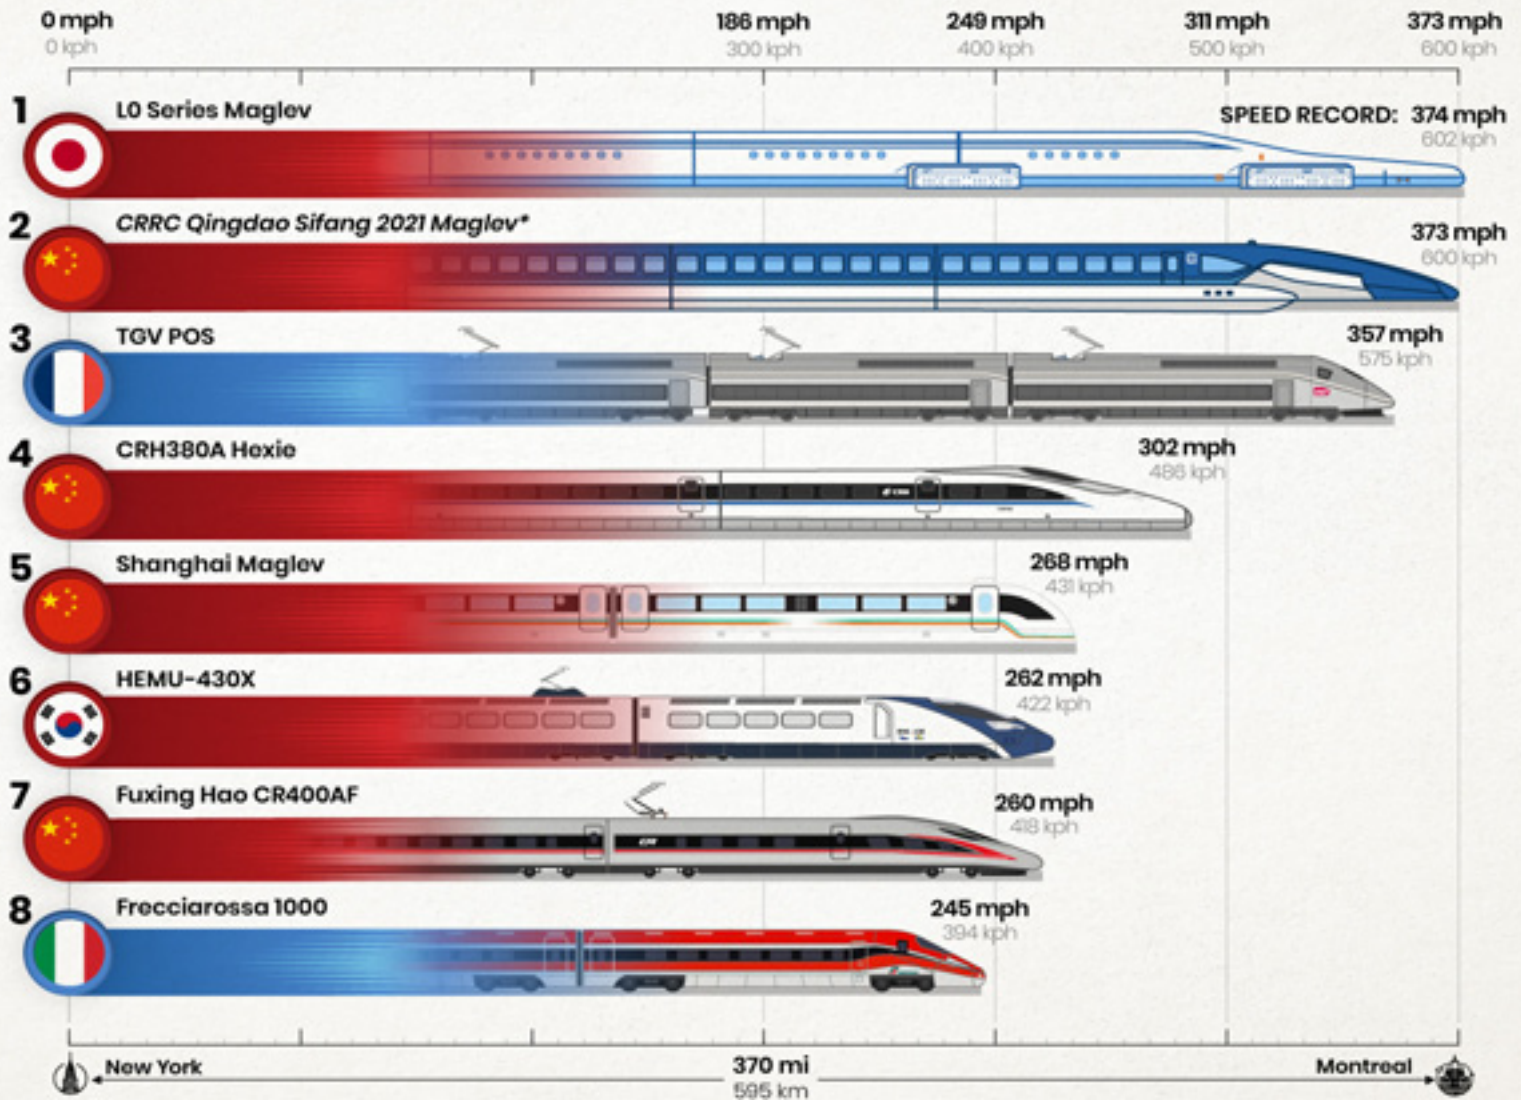 0 mph 186 mph 249 mph 311 mph 373 mph
0 kph 300 kph 400 kph 500 kph 600 kph
1 L0 Series Maglev SPEED RECORD: 374 mph
602 kph
2 CRRC Qingdao Sifang 2021 Maglev* 373 mph
600 kph
3 TGV POS 357 mph
575 kph
4 CRH380A Hexie 302 mph
486 kph
5 Shanghai Maglev 268 mph
431 kph
6 HEMU-430X 262 mph
422 kph
7 Fuxing Hao CR400AF 260 mph
418 kph
8 Frecciarossa 1000 245 mph
394 kph
New York 370 mi Montreal
595 km